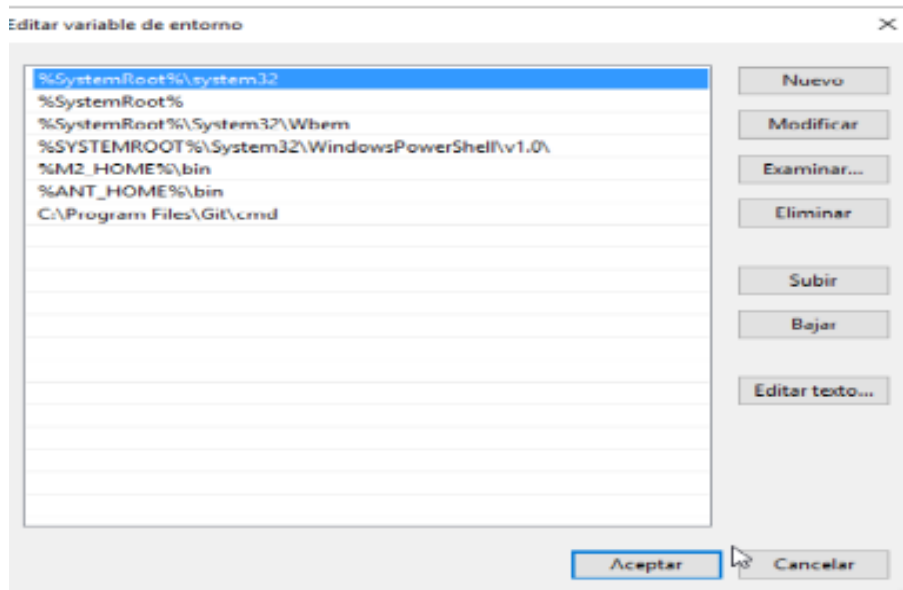 Editar variable de entorno
%SystemRoot%\system32
%SystemRoot%
%SystemRoot%\System32\Wbem
%SYSTEMROOT%\System32\WindowsPowerShell\v1.0\
%M2_HOME%\bin
%ANT_HOME%\bin
C:\Program Files\Git\cmd
Nuevo
Modificar
Examinar...
Eliminar
Subir
Bajar
Editar texto...
Aceptar
Cancelar